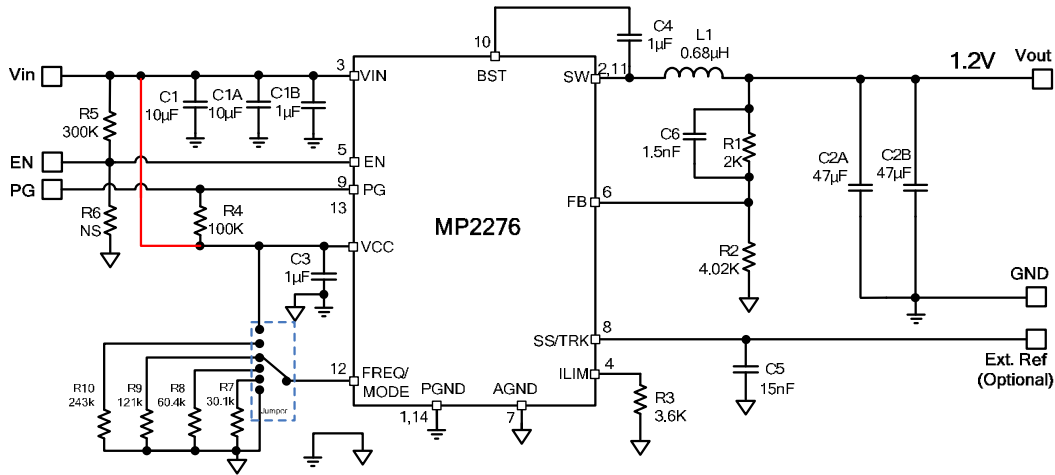 C4
1μF
L1
0.68μH
10
BST
Vin
3
VIN
SW
2,11
1.2V
Vout
C1
10μF
C1A
10μF
C1B
1μF
R5
300K
C6
1.5nF
R1
2K
EN
5
EN
C2A
47μF
C2B
47μF
PG
9
PG
6
FB
R6
NS
R4
100K
13
MP2276
VCC
R2
4.02K
C3
1μF
GND
8
SS/TRK
Ext. Ref
(Optional)
12
FREQ/
MODE
4
ILIM
C5
15nF
R10
243k
R9
121k
R8
60.4k
R7
30.1k
Jumper
PGND
AGND
1,14
7
R3
3.6K